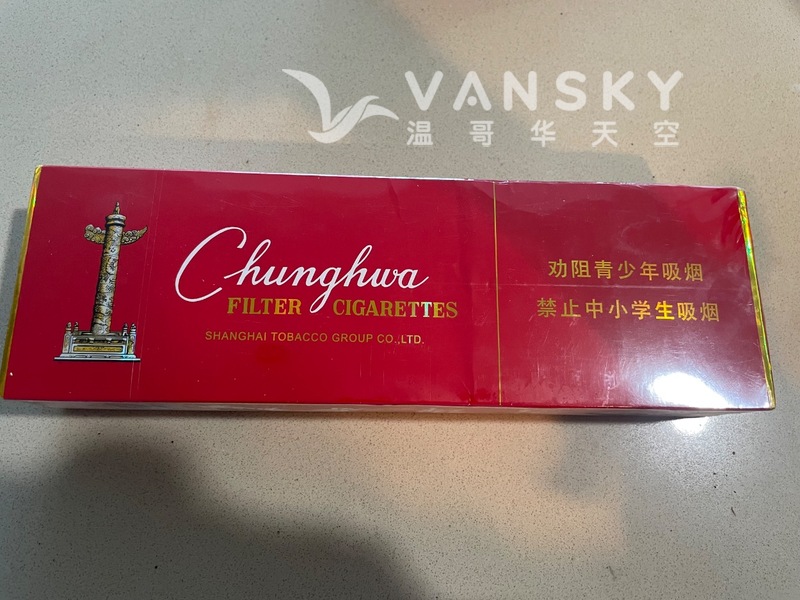 VANSKY
温哥华天空
Chunghwa
FILTER CIGARETTES
SHANGHAI TOBACCO GROUP CO.,LTD.
劝阻青少年吸烟
禁止中小学生吸烟